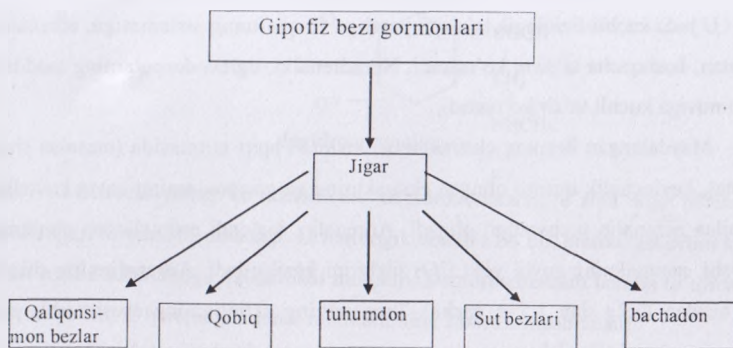 Gipofiz bezi gormonlari
Jigar
Qalqonsi-
mon bezlar
Qobiq
tuhumdon
Sut bezlari
bachadon